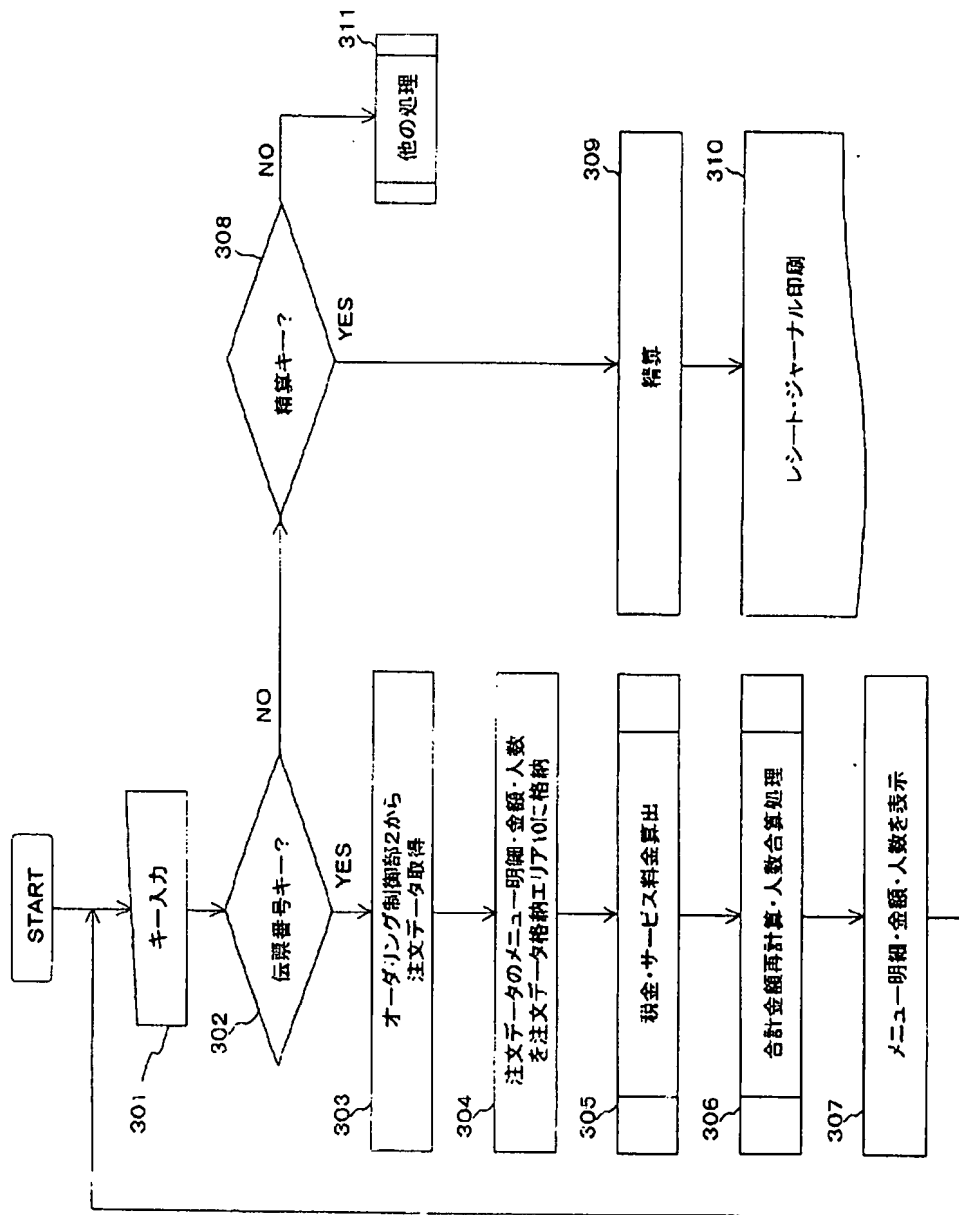 START
キー入力
301
伝票番号キー?
302
NO
YES
オーダリング制御部2から
注文データ取得
303
注文データのメニュー明細・金額・人数
を注文データ格納エリア10に格納
304
税金・サービス料金算出
305
合計金額再計算・人数合算処理
306
メニュー明細・金額・人数を表示
307
精算キー?
308
NO
YES
他の処理
311
精算
309
レシート・ジャーナル印刷
310